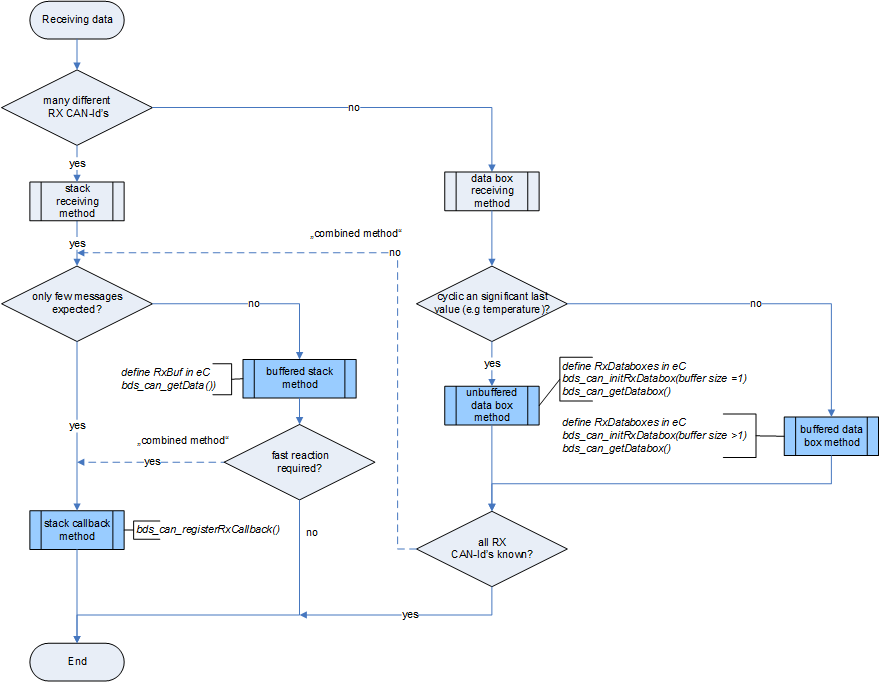 Receiving data
many different
RX CAN-Id's
no
yes
stack
receiving
method
data box
receiving
method
yes
„combined method“
no
only few messages
expected?
no
cyclic an significant last
value (e.g temperature)?
no
define RxBuf in eC
bds_can_getData())
buffered stack
method
yes
define RxDataboxes in eC
bds_can_initRxDatabox(buffer size =1)
bds_can_getDatabox()
unbuffered
data box
method
define RxDataboxes in eC
bds_can_initRxDatabox(buffer size >1)
bds_can_getDatabox()
buffered data
box method
yes
„combined method“
yes
fast reaction
required?
stack callback
method
bds_can_registerRxCallback()
no
all RX
CAN-Id's known?
yes
End